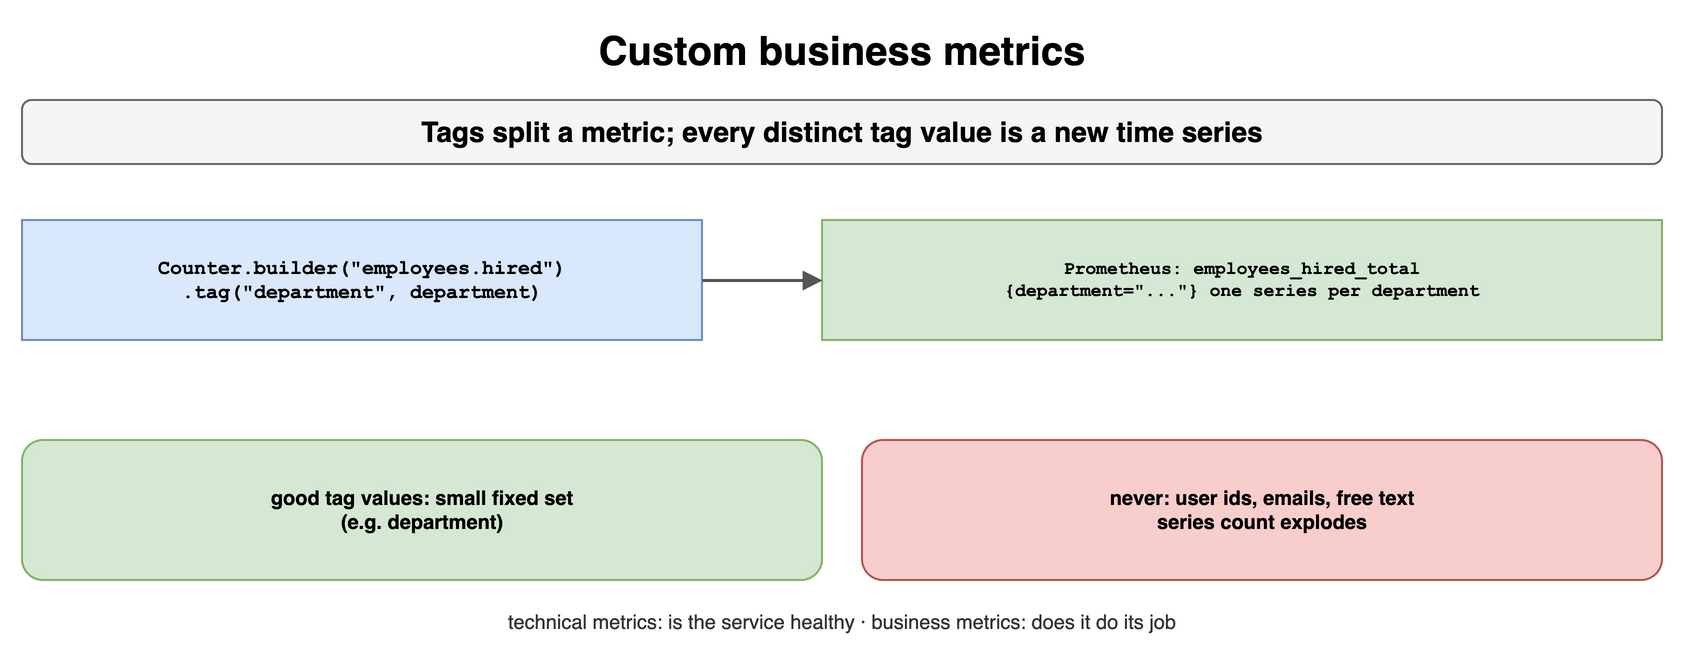 Custom business metrics
Tags split a metric; every distinct tag value is a new time series
Counter.builder("employees.hired")
.tag("department", department)
Prometheus: employees_hired_total
{department="..."} one series per department
good tag values: small fixed set
(e.g. department)
never: user ids, emails, free text
series count explodes
technical metrics: is the service healthy · business metrics: does it do its job